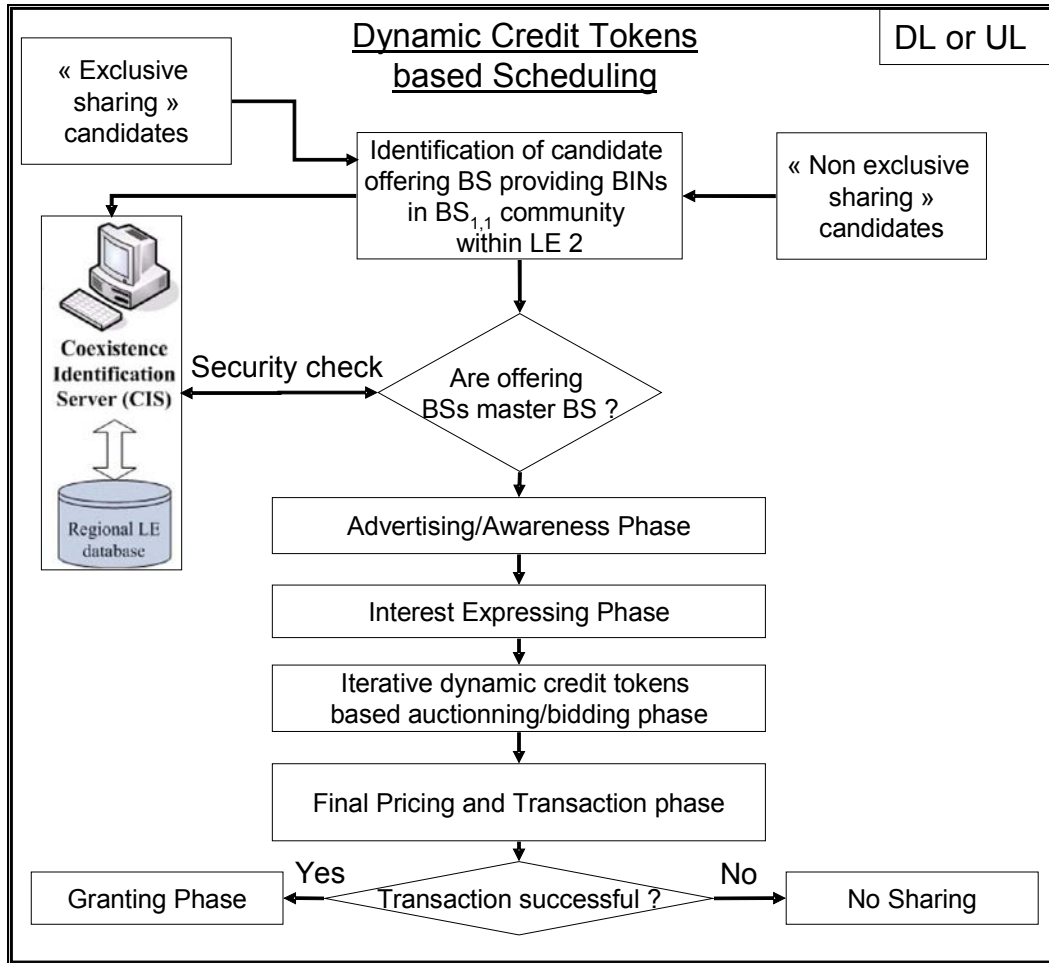 Dynamic Credit Tokens
based Scheduling
DL or UL
« Exclusive
sharing »
candidates
Identification of candidate
offering BS providing BINs
in BS1,1 community
within LE 2
« Non exclusive
sharing »
candidates
Coexistence
Identification
Server (CIS)
Regional LE
database
Security check
Are offering
BSs master BS ?
Advertising/Awareness Phase
Interest Expressing Phase
Iterative dynamic credit tokens
based auctionning/bidding phase
Final Pricing and Transaction phase
Transaction successful ?
Yes
No
Granting Phase
No Sharing